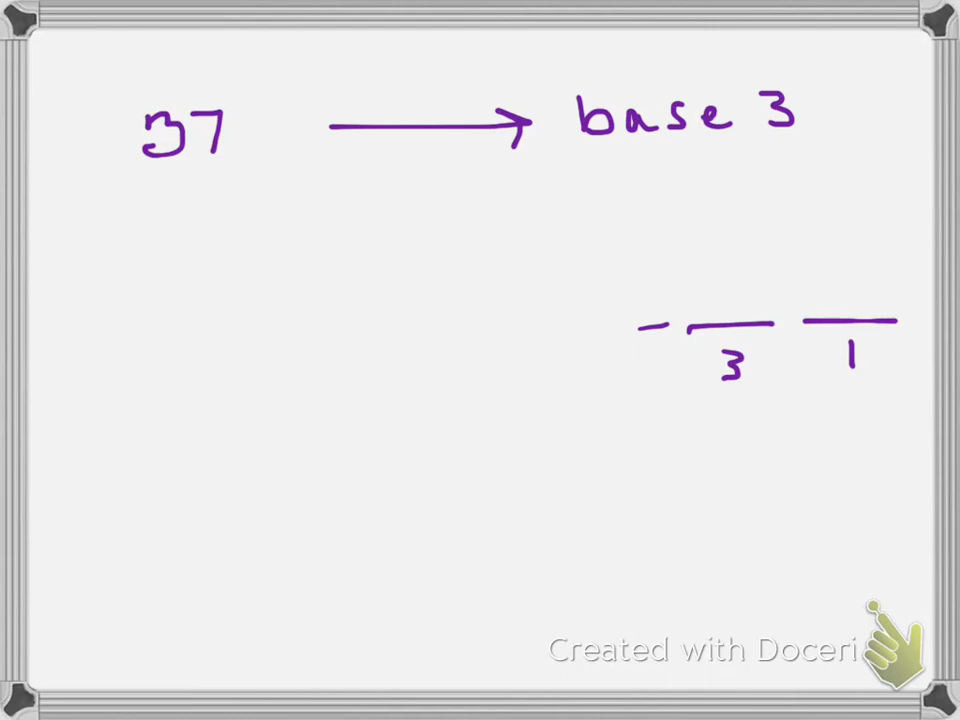 37 → base 3
3 1
Created with Doceri